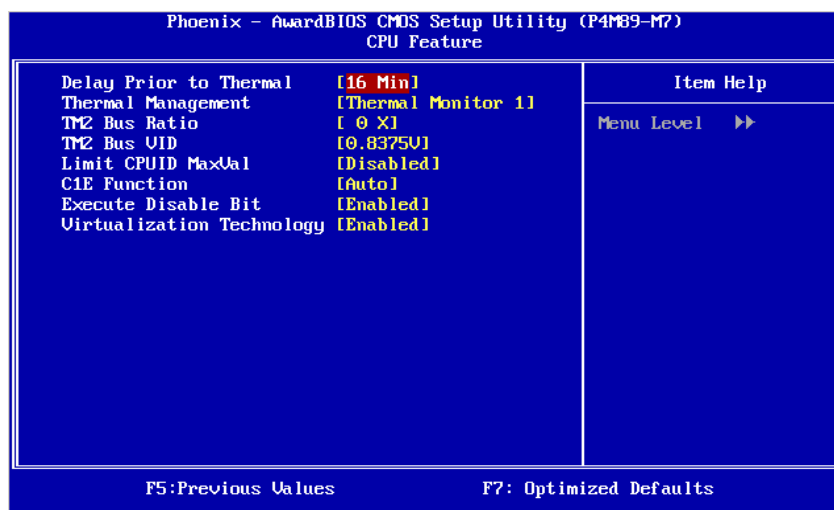 Phoenix - AwardBIOS CMOS Setup Utility (P4M89-M7)
CPU Feature
Delay Prior to Thermal [16 Min]
Thermal Management [Thermal Monitor 1]
TM2 Bus Ratio [ 0 X]
TM2 Bus VID [0.8375V]
Limit CPUID MaxVal [Disabled]
C1E Function [Auto]
Execute Disable Bit [Enabled]
Virtualization Technology [Enabled]
Item Help
Menu Level
F5:Previous Values F7: Optimized Defaults